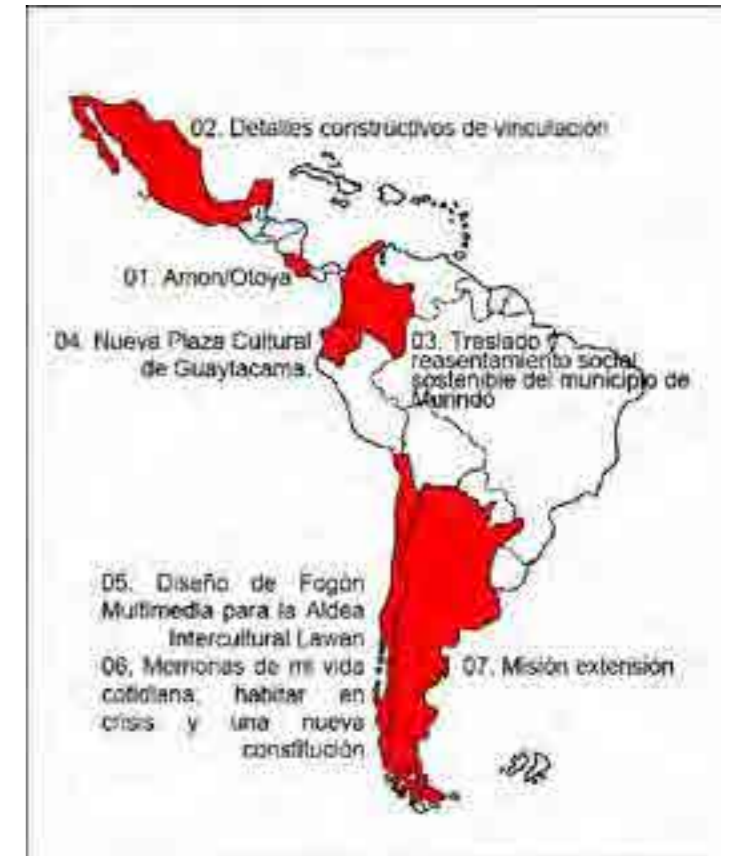 02. Detalles constructivos de vinculación
01. Amon/Otoya
04. Nueva Plaza Cultural
de Guaytacama.
03. Traslado y
reasentamiento social
sostenible del municipio de
Murindó
05. Diseño de Fogón
Multimedia para la Aldea
Intercultural Lawan
06. Memorias de mi vida
cotidiana, habitar en
crisis y una nueva
constitución
07. Misión extensión